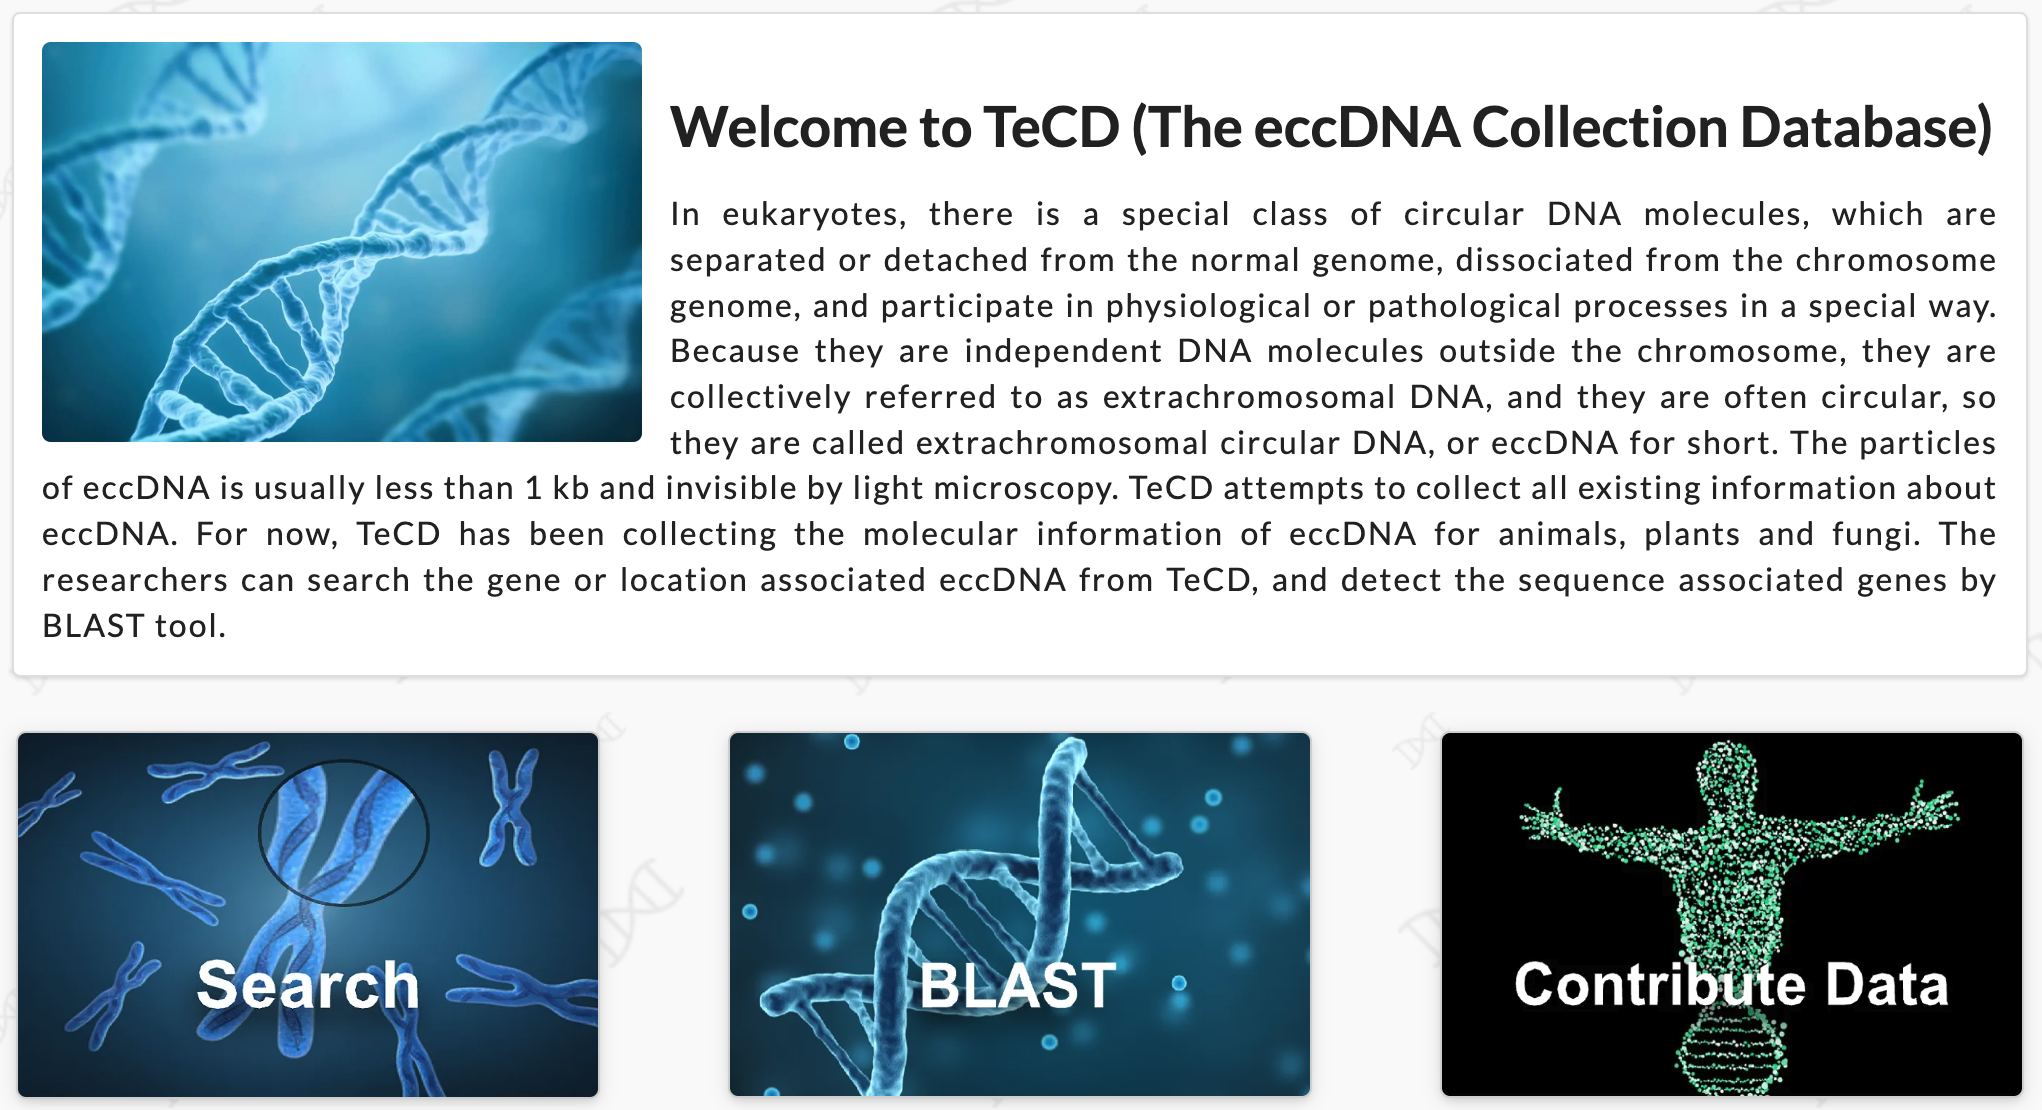 Welcome to TeCD (The eccDNA Collection Database)
In eukaryotes, there is a special class of circular DNA molecules, which are
separated or detached from the normal genome, dissociated from the chromosome
genome, and participate in physiological or pathological processes in a special way.
Because they are independent DNA molecules outside the chromosome, they are
collectively referred to as extrachromosomal DNA, and they are often circular, so
they are called extrachromosomal circular DNA, or eccDNA for short. The particles
of eccDNA is usually less than 1 kb and invisible by light microscopy. TeCD attempts to collect all existing information about
eccDNA. For now, TeCD has been collecting the molecular information of eccDNA for animals, plants and fungi. The
researchers can search the gene or location associated eccDNA from TeCD, and detect the sequence associated genes by
BLAST tool.
Search
BLAST
Contribute Data